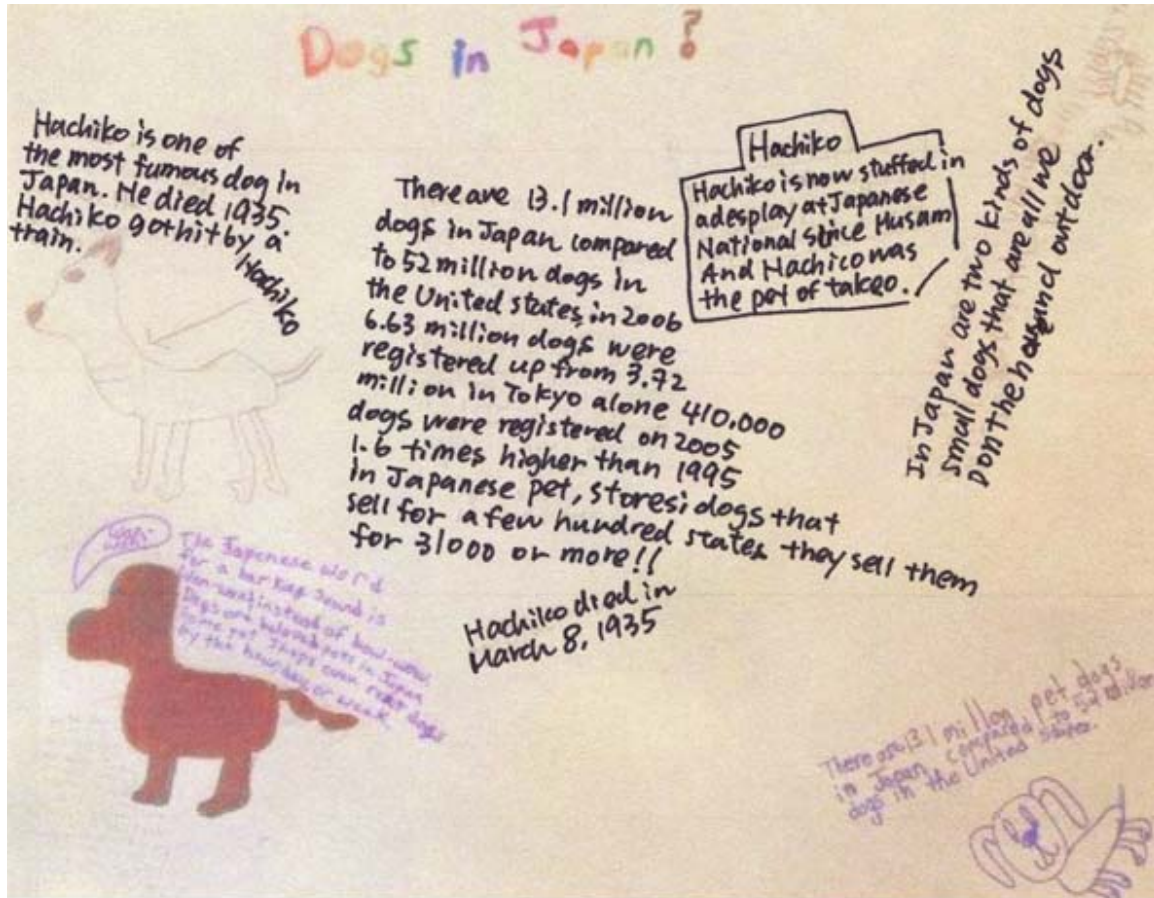 Dogs in Japan?
Hachiko is one of
the most fumous dog in
Japan. He died 1935.
Hachiko got hit by a
train.
Hachiko
There are 13.1 million
dogs in Japan compared
to 52 million dogs in
the United states, in 2006
6.63 million dogs were
registered up from 3.72
million in Tokyo alone 410,000
dogs were registered on 2005
1.6 times higher than 1995
in Japanese pet, stores; dogs that
sell for a few hundred states they sell them
for 31000 or more!!
Hachiko died in
March 8, 1935
Hachiko
Hachiko is now stuffed in
a desplay at Japanese
National Husam
And Hachico was
the pet of takeo.
In Japan are two kinds of dogs
small dogs that are all we
Don the and outdoor.
The Japenese world
for a barking sound is
instead of bow-wow
Dogs are beloved pets in Japan
some pet shops even rent dogs
by the hour day or week.
There are 13.1 millon pet dogs
in Japan compared to 52 millon
dogs in the United States.